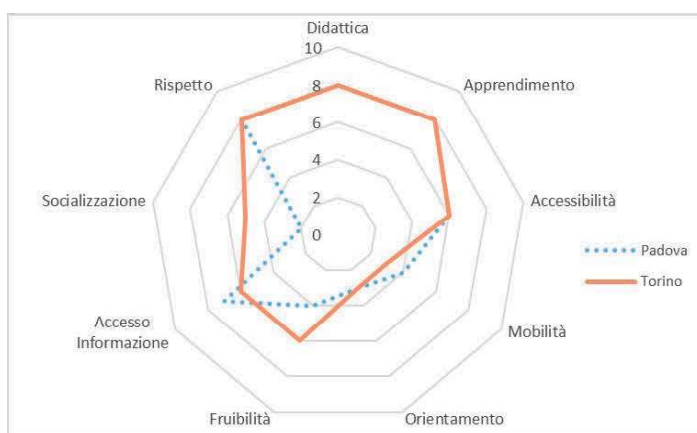 Didattica
10
8
6
4
2
0
Rispetto
Apprendimento
Socializzazione
Accessibilità
Padova
Torino
Accesso
Informazione
Mobilità
Fruibilità
Orientamento